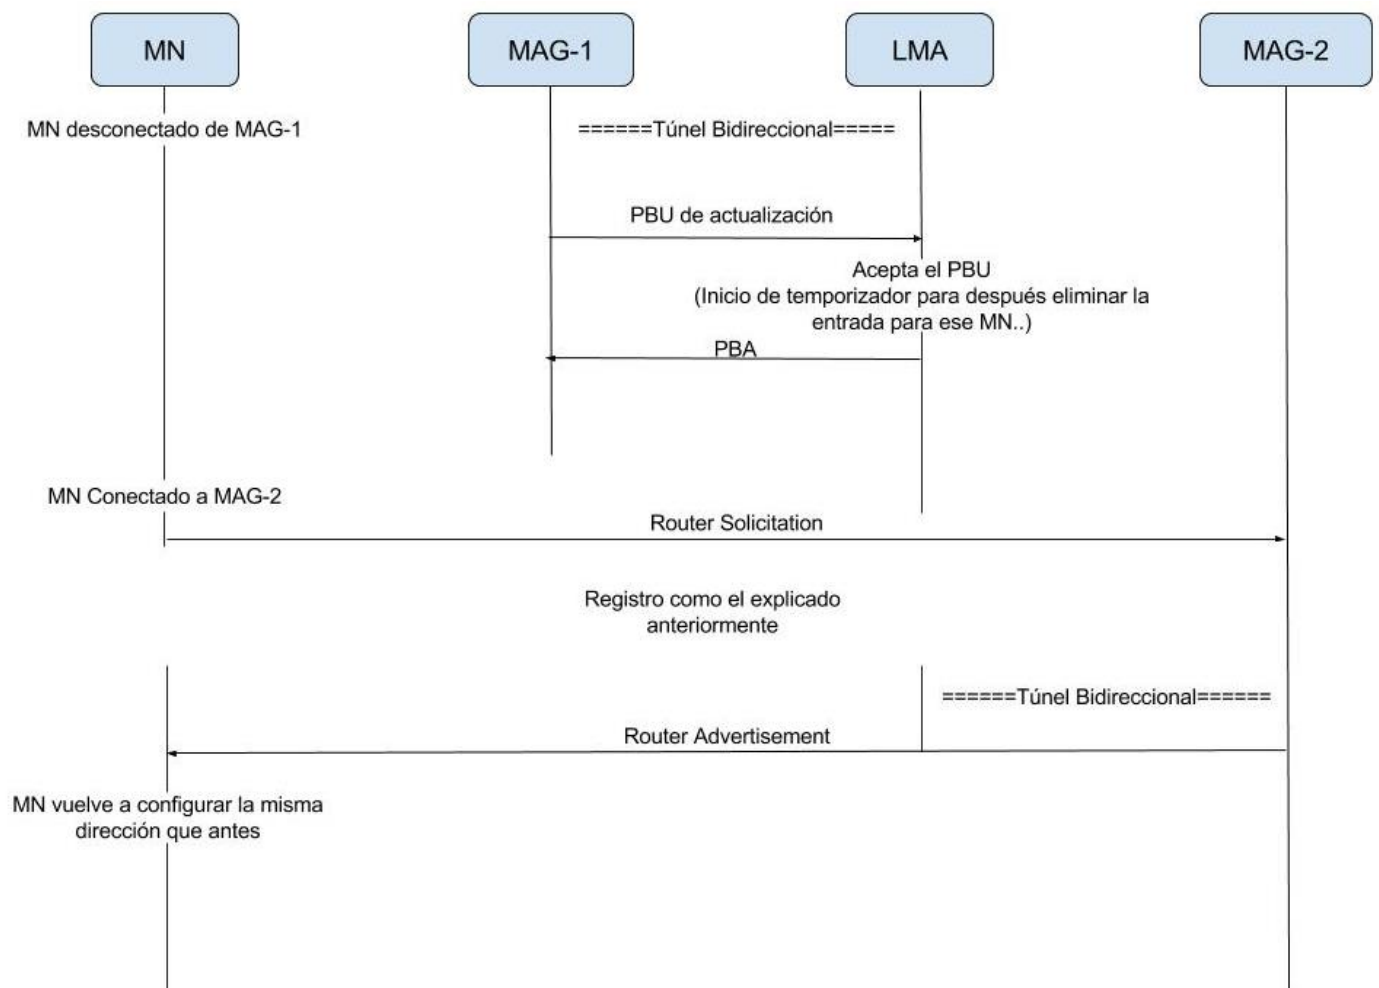 MN
MAG-1
LMA
MAG-2
MN desconectado de MAG-1
======Túnel Bidireccional=====
PBU de actualización
Acepta el PBU
(Inicio de temporizador para después eliminar la
entrada para ese MN..)
PBA
MN Conectado a MAG-2
Router Solicitation
Registro como el explicado
anteriormente
======Túnel Bidireccional======
Router Advertisement
MN vuelve a configurar la misma
dirección que antes